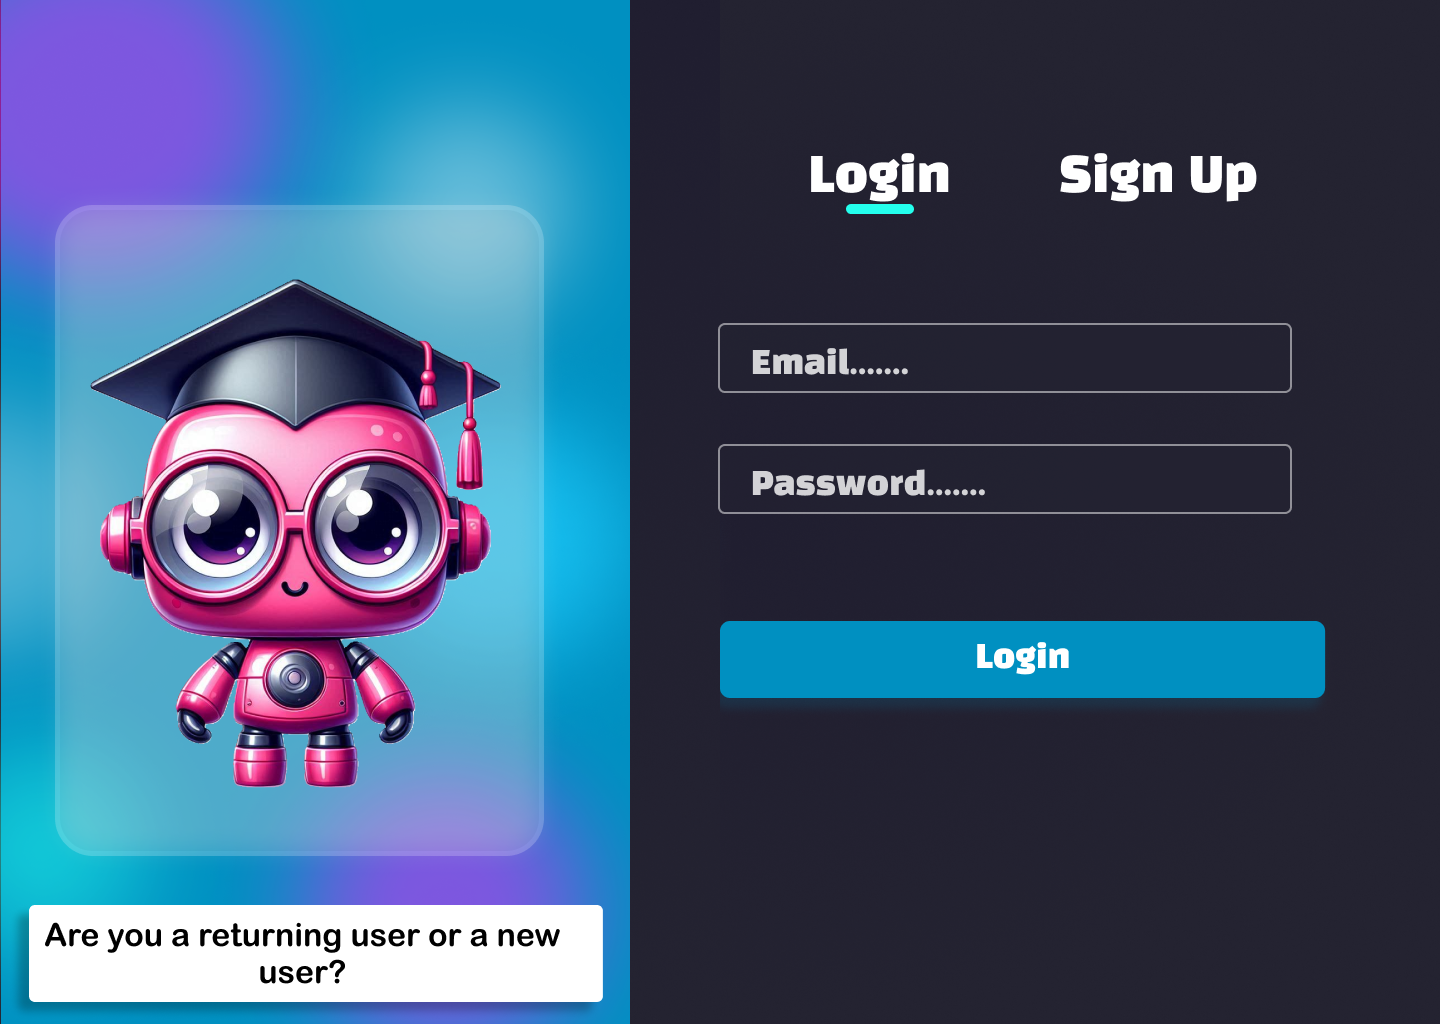 Login
Sign Up
Email.......
Password.......
Login
Are you a returning user or a new
user?